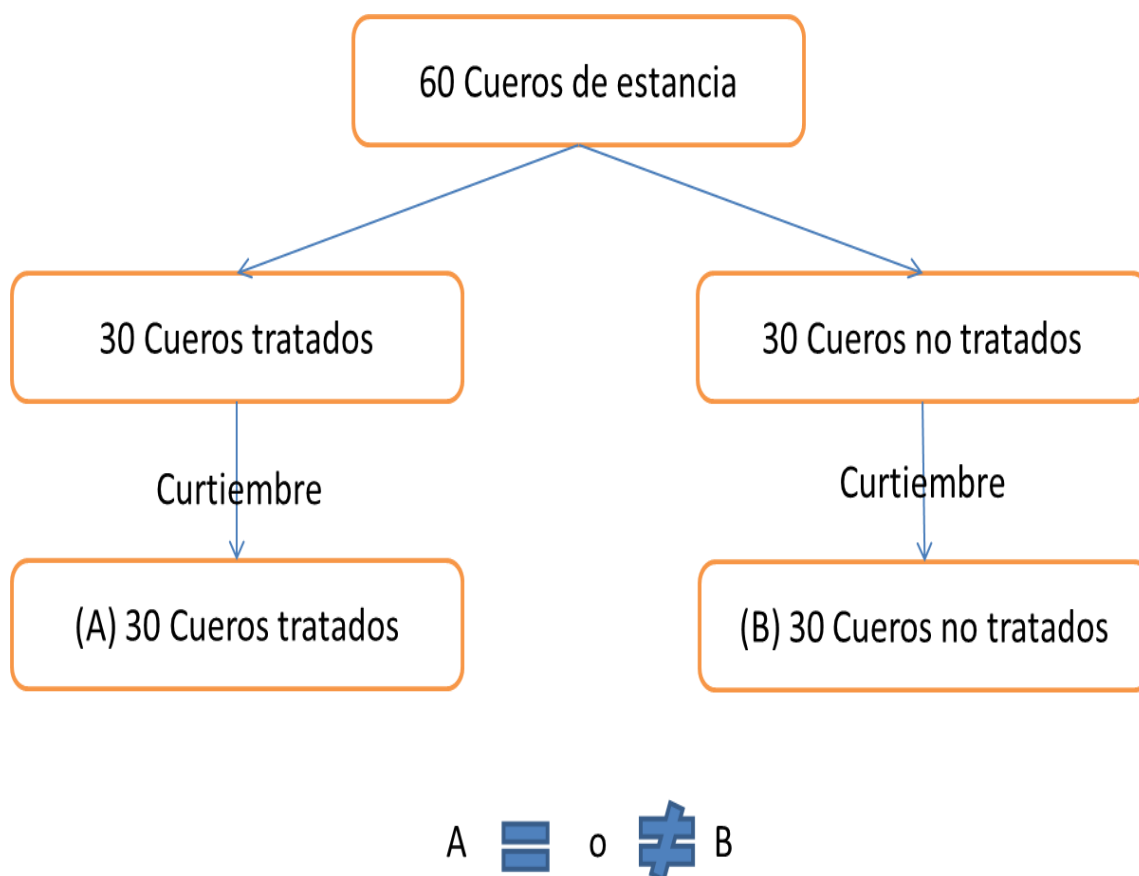 60 Cueros de estancia
30 Cueros tratados
30 Cueros no tratados
Curtiembre
Curtiembre
(A) 30 Cueros tratados
(B) 30 Cueros no tratados
A = o ≠ B